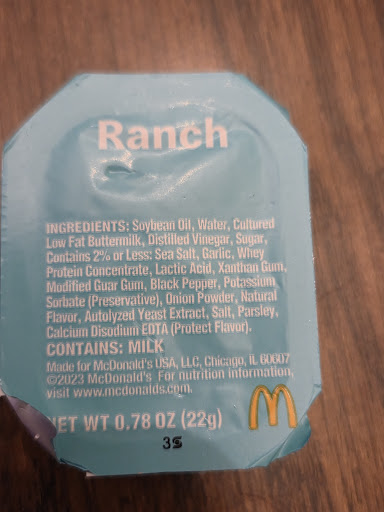 Ranch
INGREDIENTS: Soybean Oil, Water, Cultured
Low Fat Buttermilk, Distilled Vinegar, Sugar,
Contains 2% or Less: Sea Salt, Garlic, Whey
Protein Concentrate, Lactic Acid, Xanthan Gum,
Modified Guar Gum, Black Pepper, Potassium
Sorbate (Preservative), Onion Powder, Natural
Flavor, Autolyzed Yeast Extract, Salt, Parsley,
Calcium Disodium EDTA (Protect Flavor).
CONTAINS: MILK
Made for McDonald's USA, LLC, Chicago, IL 60607
©2023 McDonald's For nutrition information,
visit www.mcdonalds.com.
ET WT 0.78 OZ (22g)
M